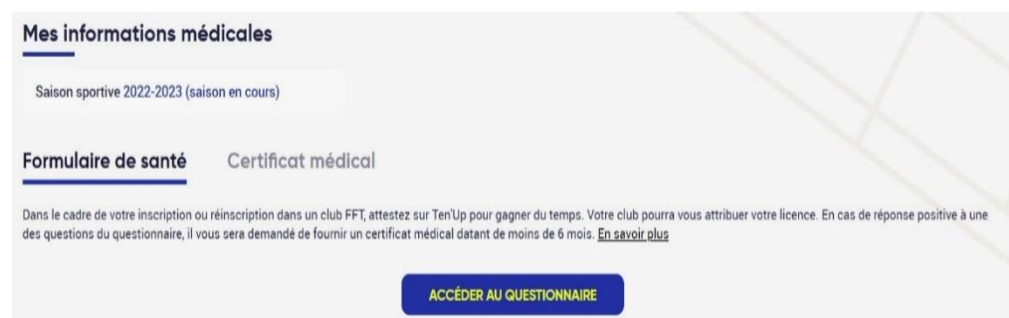 Mes informations médicales
Saison sportive 2022-2023 (saison en cours)
Formulaire de santé Certificat médical
Dans le cadre de votre inscription ou réinscription dans un club FFT, attestez sur Ten'Up pour gagner du temps. Votre club pourra vous attribuer votre licence. En cas de réponse positive à une
des questions du questionnaire, il vous sera demandé de fournir un certificat médical datant de moins de 6 mois. En savoir plus
ACCÉDER AU QUESTIONNAIRE